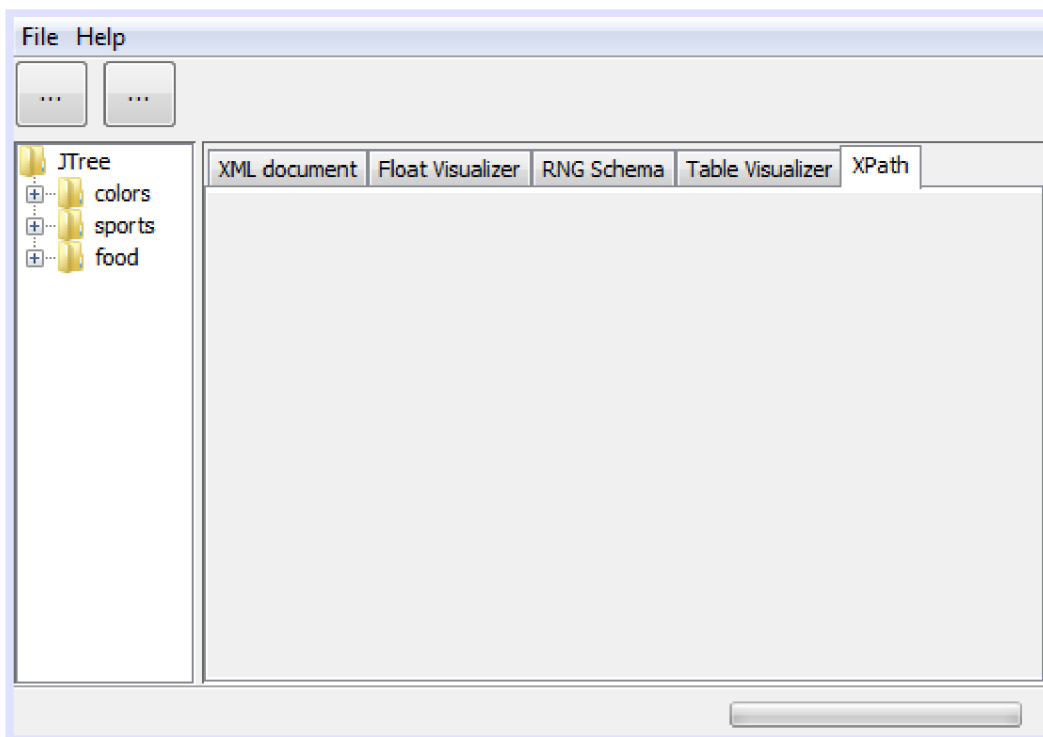 File Help
... ...
JTree
colors
sports
food
XML document Float Visualizer RNG Schema Table Visualizer XPath